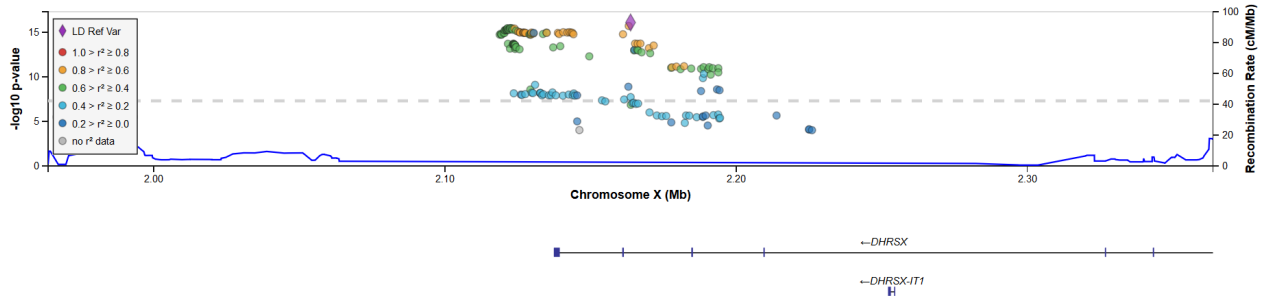 LD Ref Var
1.0 > r² ≥ 0.8
0.8 > r² ≥ 0.6
0.6 > r² ≥ 0.4
0.4 > r² ≥ 0.2
0.2 > r² ≥ 0.0
no r² data
-log10 p-value
15
10
5
0
100
80
60
40
20
0
Recombination Rate (cM/Mb)
2.00
2.10
2.20
2.30
Chromosome X (Mb)
←DHRSX
←DHRSX-IT1